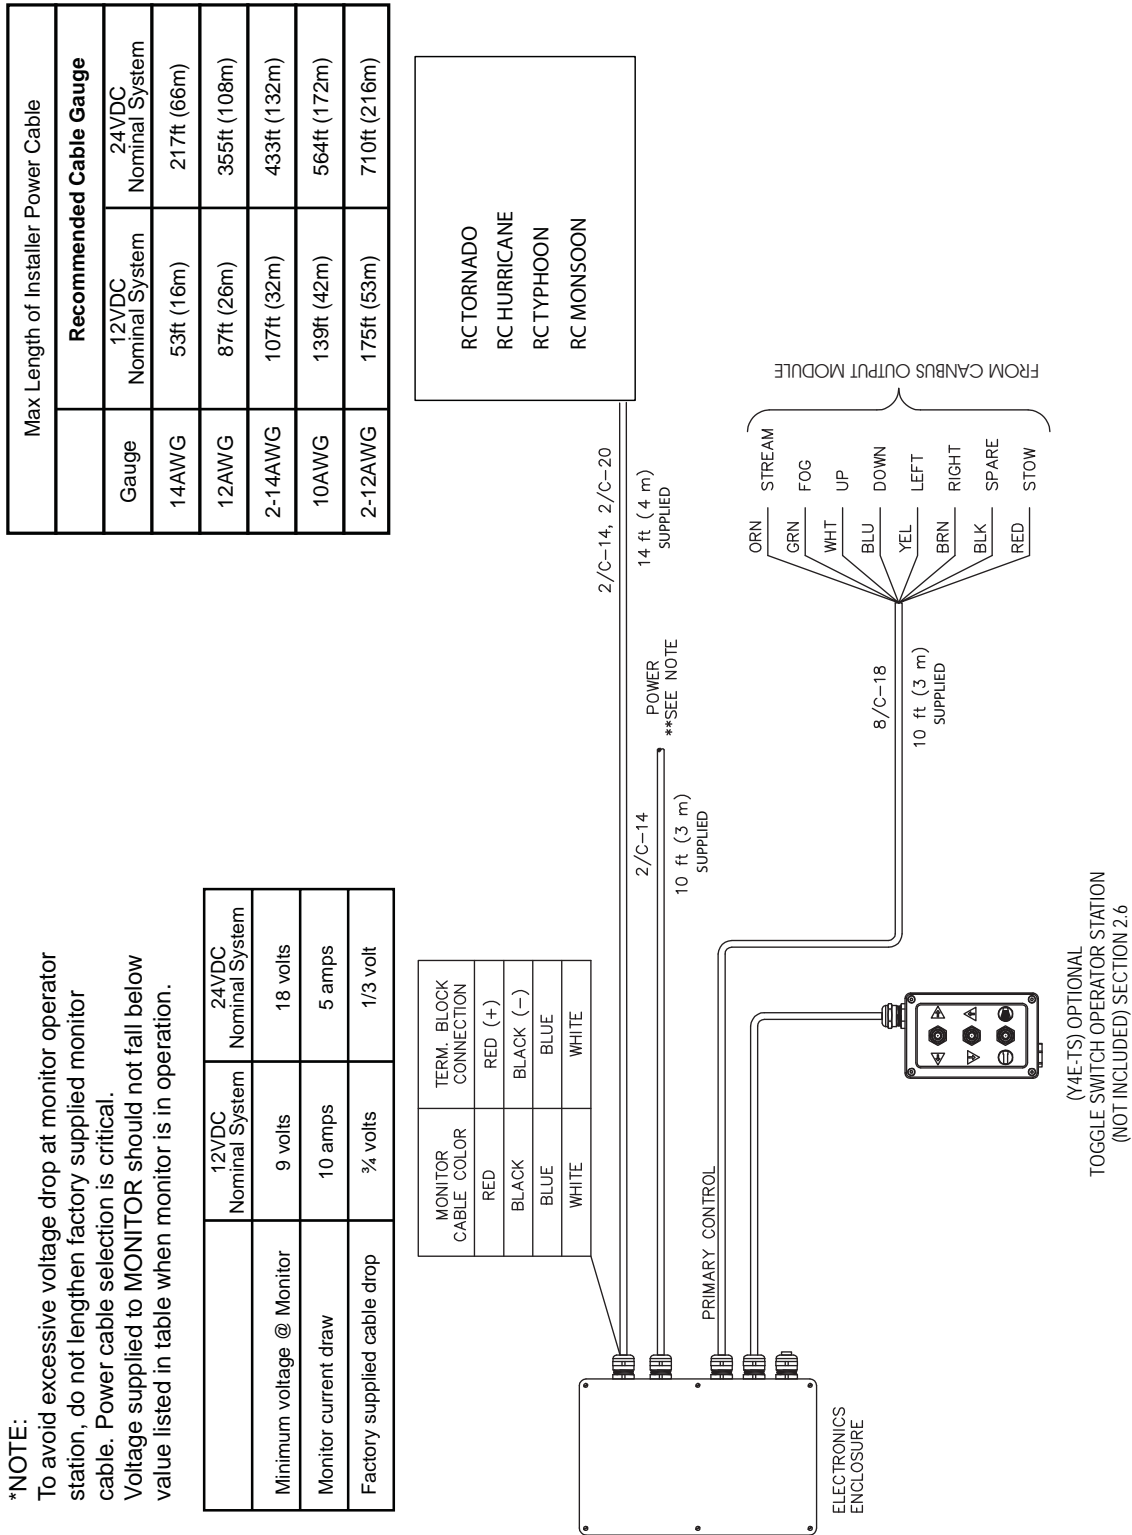 *NOTE:
To avoid excessive voltage drop at monitor operator
station, do not lengthen factory supplied monitor
cable. Power cable selection is critical.
Voltage supplied to MONITOR should not fall below
value listed in table when monitor is in operation.
12VDC
Nominal System
24VDC
Nominal System
Minimum voltage @ Monitor
9 volts
18 volts
Monitor current draw
10 amps
5 amps
Factory supplied cable drop
¾ volts
1/3 volt
Max Length of Installer Power Cable
Recommended Cable Gauge
Gauge
12VDC
Nominal System
24VDC
Nominal System
14AWG
53ft (16m)
217ft (66m)
12AWG
87ft (26m)
355ft (108m)
2-14AWG
107ft (32m)
433ft (132m)
10AWG
139ft (42m)
564ft (172m)
2-12AWG
175ft (53m)
710ft (216m)
MONITOR
CABLE COLOR
TERM. BLOCK
CONNECTION
RED
RED (+)
BLACK
BLACK (-)
BLUE
BLUE
WHITE
WHITE
RC TORNADO
RC HURRICANE
RC TYPHOON
RC MONSOON
2/C-14, 2/C-20
14 ft (4 m)
SUPPLIED
2/C-14
10 ft (3 m)
SUPPLIED
POWER
**SEE NOTE
PRIMARY CONTROL
8/C-18
10 ft (3 m)
SUPPLIED
ORN
STREAM
GRN
FOG
WHT
UP
BLU
DOWN
YEL
LEFT
BRN
RIGHT
BLK
SPARE
RED
STOW
FROM CANBUS OUTPUT MODULE
ELECTRONICS
ENCLOSURE
(Y4E-TS) OPTIONAL
TOGGLE SWITCH OPERATOR STATION
(NOT INCLUDED) SECTION 2.6